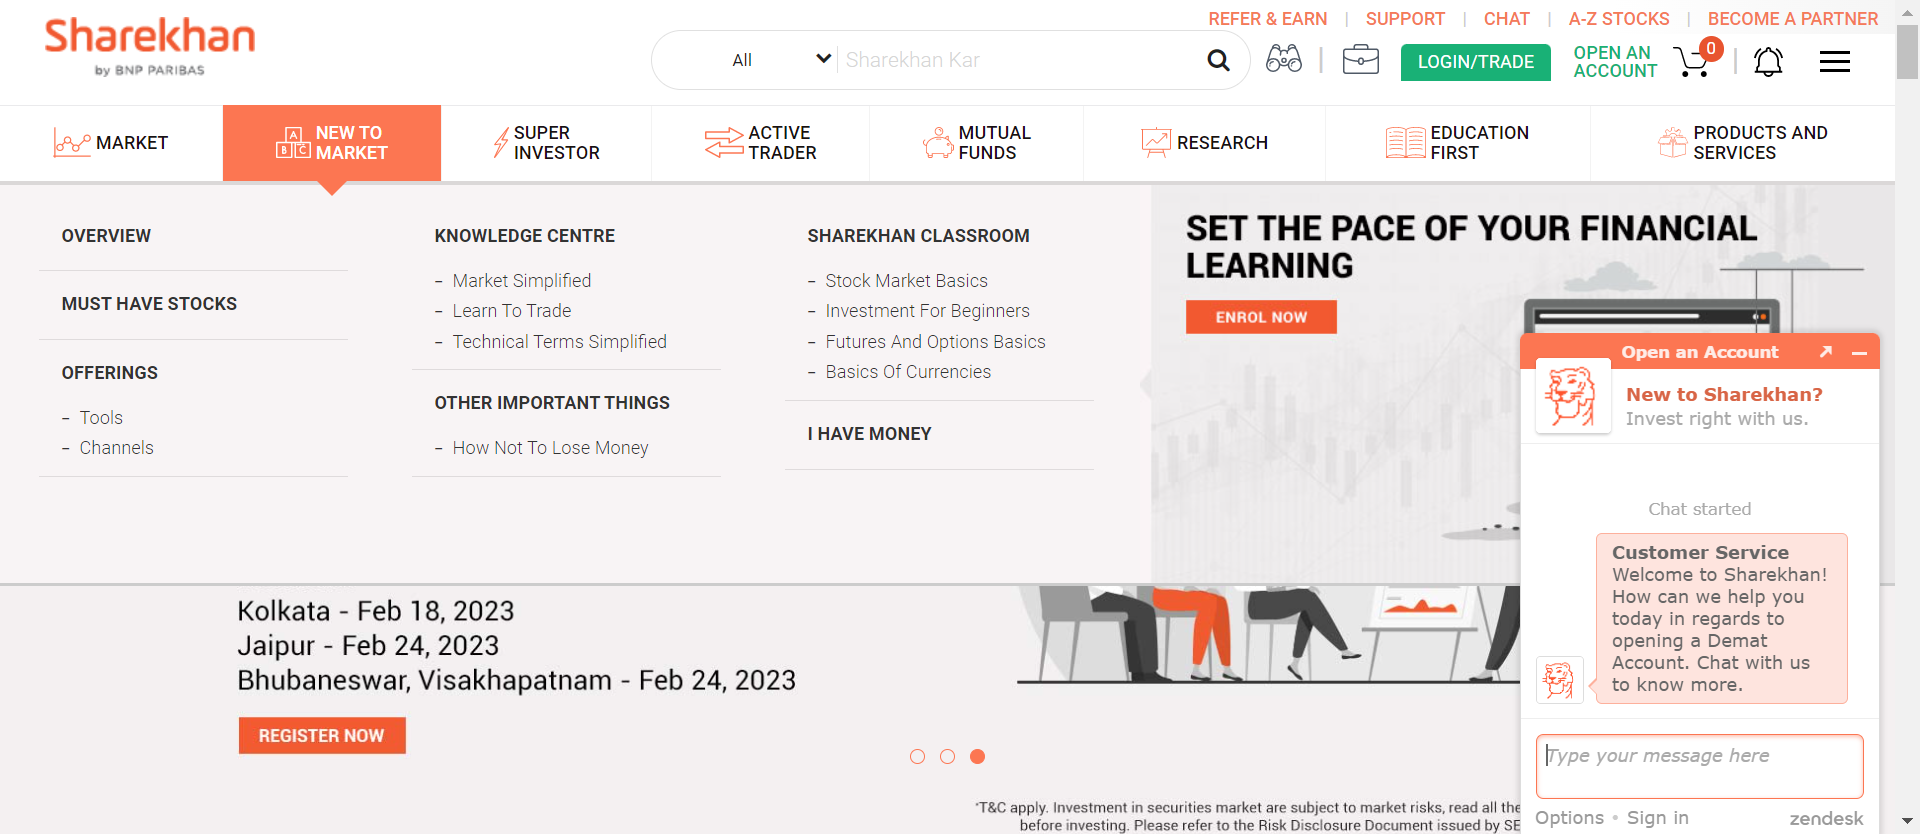 REFER & EARN | SUPPORT | CHAT | A-Z STOCKS | BECOME A PARTNER
Sharekhan
by BNP PARIBAS
All
Sharekhan Kar
LOGIN/TRADE
OPEN AN
ACCOUNT
0
MARKET
NEW TO
MARKET
A
B C
SUPER
INVESTOR
ACTIVE
TRADER
MUTUAL
FUNDS
RESEARCH
EDUCATION
FIRST
PRODUCTS AND
SERVICES
OVERVIEW
MUST HAVE STOCKS
OFFERINGS
– Tools
– Channels
KNOWLEDGE CENTRE
– Market Simplified
– Learn To Trade
– Technical Terms Simplified
OTHER IMPORTANT THINGS
– How Not To Lose Money
SHAREKHAN CLASSROOM
– Stock Market Basics
– Investment For Beginners
– Futures And Options Basics
– Basics Of Currencies
I HAVE MONEY
SET THE PACE OF YOUR FINANCIAL
LEARNING
ENROL NOW
Kolkata - Feb 18, 2023
Jaipur - Feb 24, 2023
Bhubaneswar, Visakhapatnam - Feb 24, 2023
REGISTER NOW
*T&C apply. Investment in securities market are subject to market risks, read all the
before investing. Please refer to the Risk Disclosure Document issued by SE
Open an Account
New to Sharekhan?
Invest right with us.
Chat started
Customer Service
Welcome to Sharekhan!
How can we help you
today in regards to
opening a Demat
Account. Chat with us
to know more.
Type your message here
Options • Sign in
zendesk